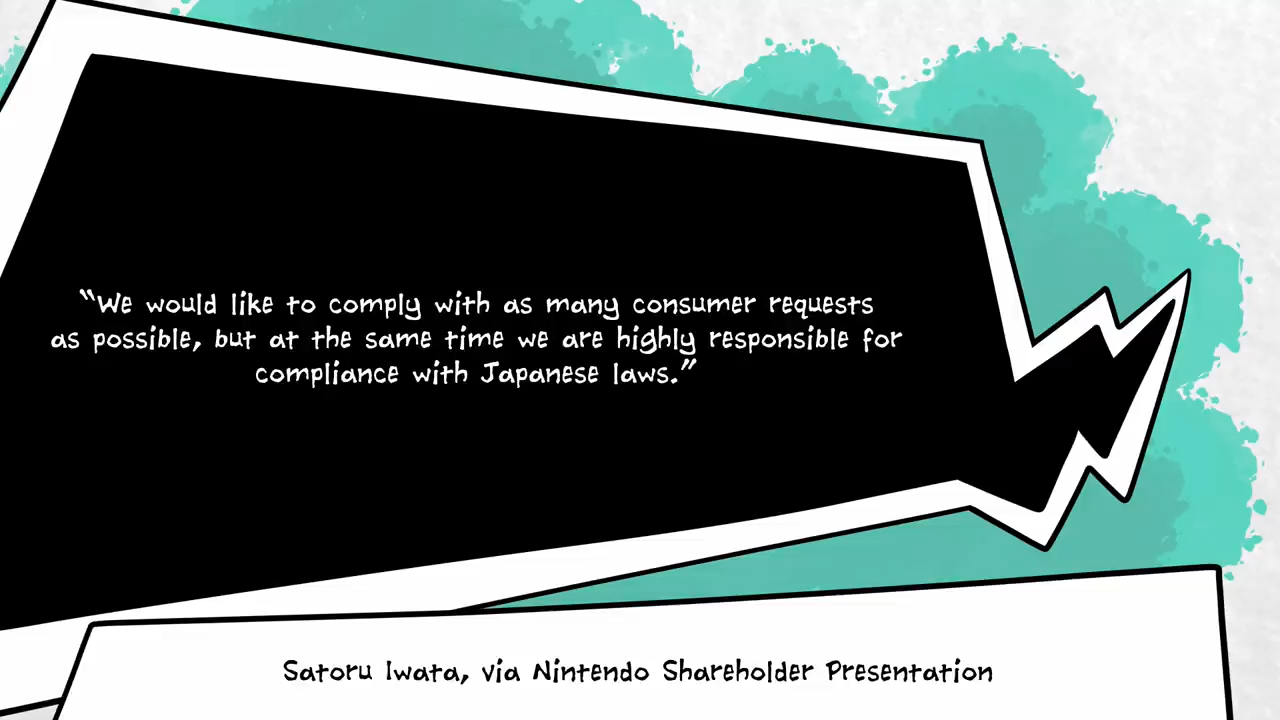 “We would like to comply with as many consumer requests
as possible, but at the same time we are highly responsible for
compliance with Japanese laws.”
Satoru Iwata, via Nintendo Shareholder Presentation